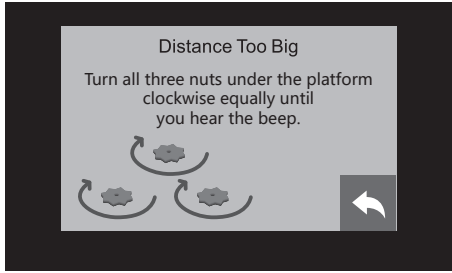 Distance Too Big
Turn all three nuts under the platform
clockwise equally until
you hear the beep.